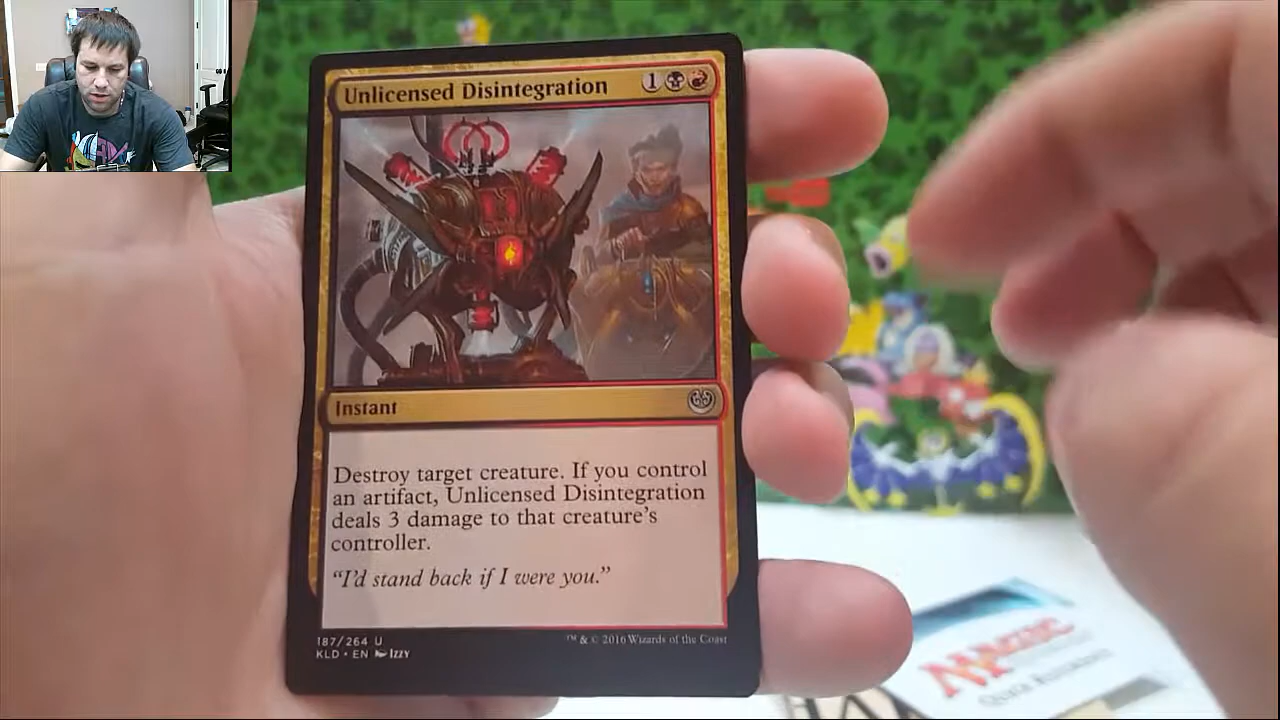 Unlicensed Disintegration 1
Instant
Destroy target creature. If you control
an artifact, Unlicensed Disintegration
deals 3 damage to that creature's
controller.
"I'd stand back if I were you."
187/264 U
™ & © 2016 Wizards of the Coast
KLD • EN Izzy